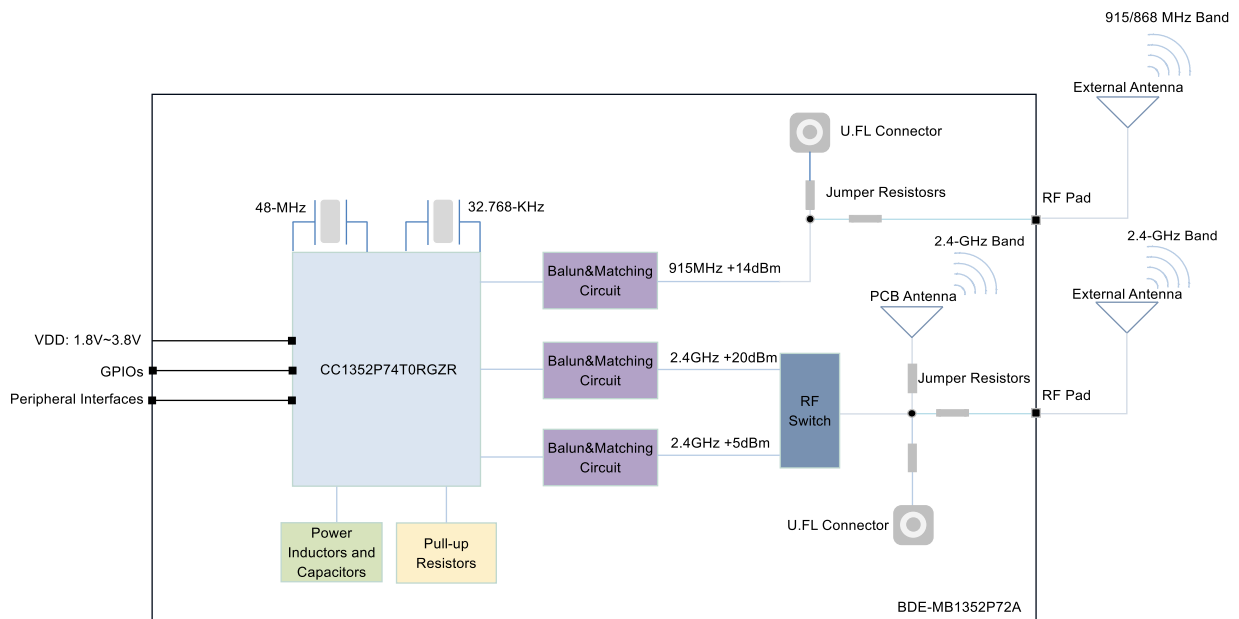 915/868 MHz Band
External Antenna
U.FL Connector
Jumper Resistosrs
RF Pad
48-MHz
32.768-KHz
2.4-GHz Band
2.4-GHz Band
Balun&Matching
Circuit
915MHz +14dBm
PCB Antenna
External Antenna
VDD: 1.8V~3.8V
GPIOs
Peripheral Interfaces
CC1352P74T0RGZR
Balun&Matching
Circuit
2.4GHz +20dBm
Jumper Resistors
RF Pad
RF
Switch
Balun&Matching
Circuit
2.4GHz +5dBm
U.FL Connector
Power
Inductors and
Capacitors
Pull-up
Resistors
BDE-MB1352P72A